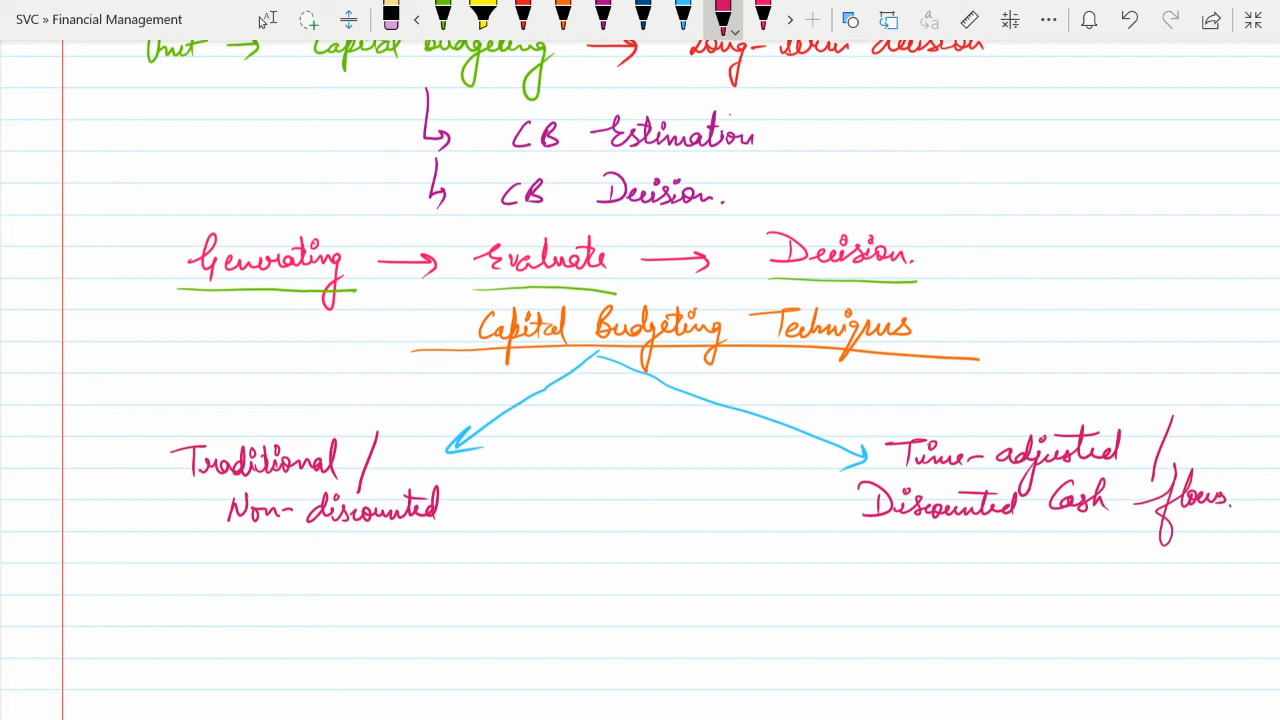 SVC » Financial Management
Unit → Capital Budgeting → Long-term decision
↳ CB Estimation
↳ CB Decision.
Generating → Evaluate → Decision.
Capital Budgeting Techniques
Traditional /
Non-discounted
Time-adjusted /
Discounted Cash flows.